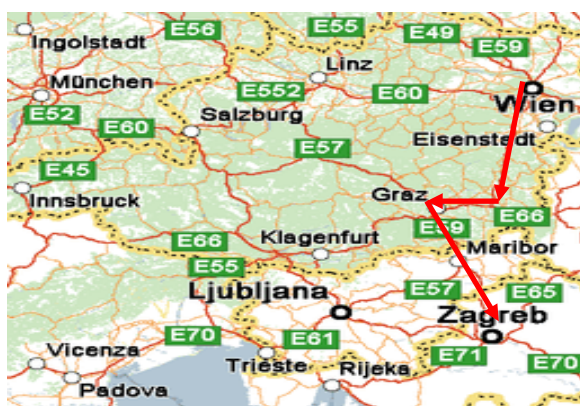 E56
E55
E49
E59
Ingolstadt
Linz
München
E552
E60
Wien
E52
Salzburg
Eisenstadt
E60
E57
E45
Innsbruck
Graz
E66
E59
E66
Klagenfurt
Maribor
E55
Ljubljana
E57
E65
Zagreb
E70
E61
Vicenza
Trieste
E71
E70
Padova
Rijeka